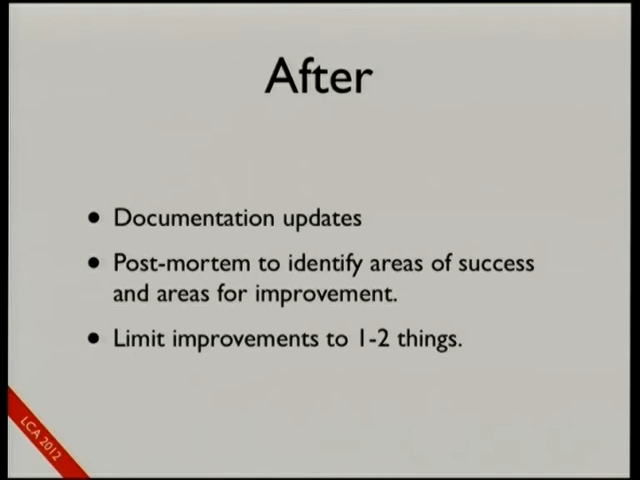 After
• Documentation updates
• Post-mortem to identify areas of success
and areas for improvement.
• Limit improvements to 1-2 things.
LCA 2012